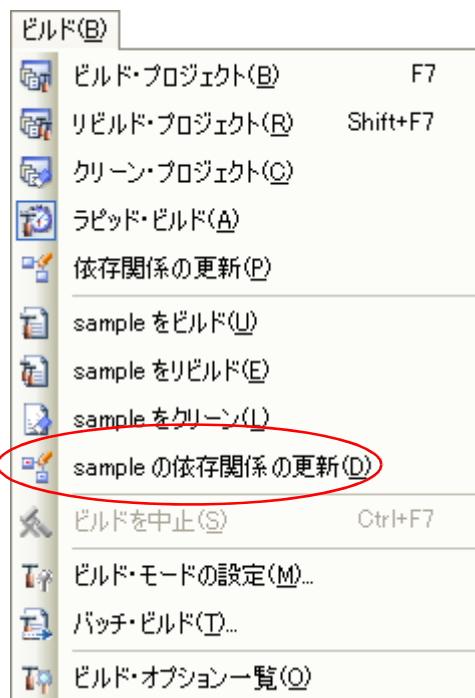 ビルド(B)
ビルド・プロジェクト(B) F7
リビルド・プロジェクト(R) Shift+F7
クリーン・プロジェクト(C)
ラピッド・ビルド(A)
依存関係の更新(P)
sample をビルド(U)
sample をリビルド(E)
sample をクリーン(L)
sample の依存関係の更新(D)
ビルドを中止(S) Ctrl+F7
ビルド・モードの設定(M)...
バッチ・ビルド(T)...
ビルド・オプション一覧(O)